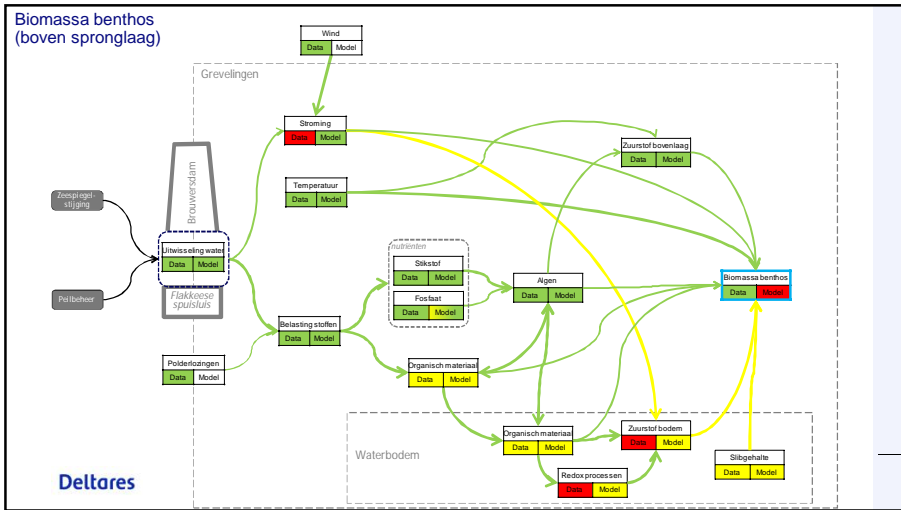 Biomassa benthos
(boven spronglaag)
Wind
Data Model
Grevelingen
Stroming
Data Model
Zuurstof bovenlaag
Data Model
Brouwersdam
Temperatuur
Data Model
Zeespiegel-
stijging
Uitwisseling water
Data Model
nutriënten
Stikstof
Data Model
Fosfaat
Data Model
Algen
Data Model
Biomassa benthos
Data Model
Peilbeheer
Flakkeese
spuisluis
Belasting stoffen
Data Model
Polderlozingen
Data Model
Organisch materiaal
Data Model
Organisch materiaal
Data Model
Zuurstof bodem
Data Model
Waterbodem
Slibgehalte
Data Model
Redox processen
Data Model
Deltares